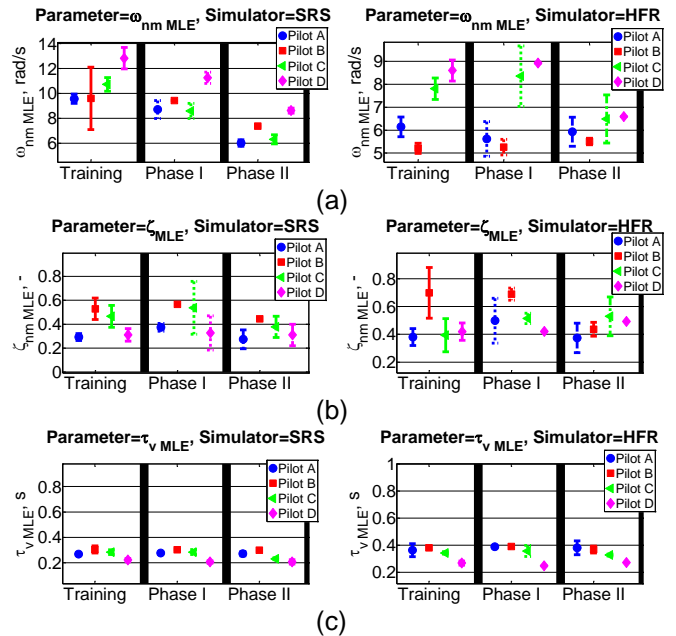 Parameter=ω_nm MLE, Simulator=SRS
Parameter=ω_nm MLE, Simulator=HFR
ω_nm MLE, rad/s
14
12
10
8
6
Training
Phase I
Phase II
Pilot A
Pilot B
Pilot C
Pilot D
ω_nm MLE, rad/s
9
8
7
6
5
Training
Phase I
Phase II
Pilot A
Pilot B
Pilot C
Pilot D
(a)
Parameter=ζ_MLE, Simulator=SRS
Parameter=ζ_MLE, Simulator=HFR
ζ_nm MLE, -
0.8
0.6
0.4
0.2
0
Training
Phase I
Phase II
Pilot A
Pilot B
Pilot C
Pilot D
ζ_nm MLE, -
0.8
0.6
0.4
0.2
Training
Phase I
Phase II
Pilot A
Pilot B
Pilot C
Pilot D
(b)
Parameter=τ_v MLE, Simulator=SRS
Parameter=τ_v MLE, Simulator=HFR
τ_v MLE, s
0.8
0.6
0.4
0.2
Training
Phase I
Phase II
Pilot A
Pilot B
Pilot C
Pilot D
τ_v MLE, s
1
0.8
0.6
0.4
0.2
Training
Phase I
Phase II
Pilot A
Pilot B
Pilot C
Pilot D
(c)